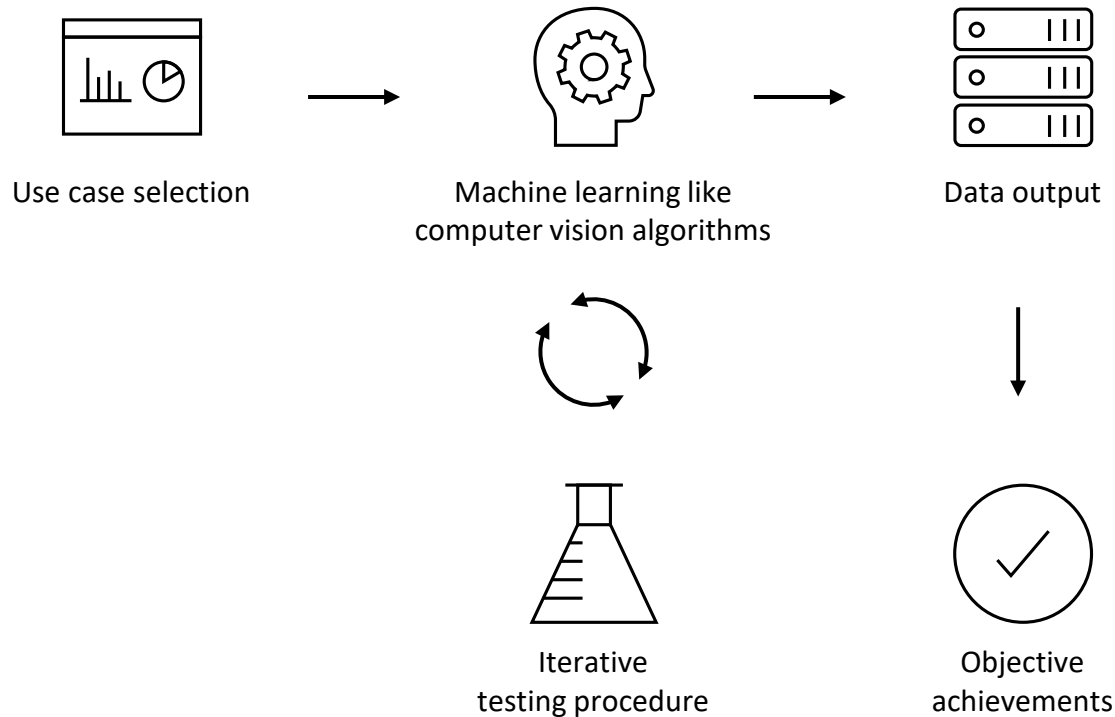 Use case selection
Machine learning like
computer vision algorithms
Data output
Iterative
testing procedure
Objective
achievements